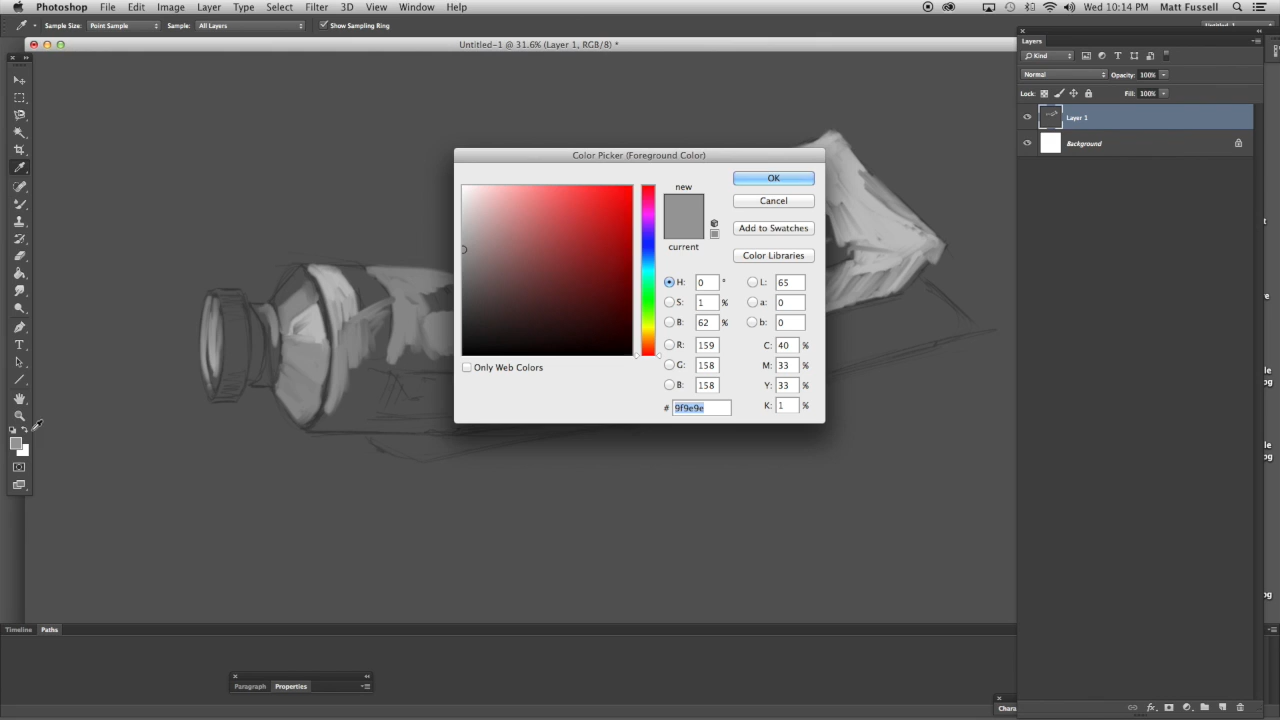 Photoshop File Edit Image Layer Type Select Filter 3D View Window Help Wed 10:14 PM Matt Fussell
Sample Size: Point Sample Sample: All Layers Show Sampling Ring
Untitled-1 @ 31.6% (Layer 1, RGB/8) *
Layers
Kind
Normal Opacity: 100%
Lock: Fill: 100%
Layer 1
Background
Color Picker (Foreground Color)
new
current
OK
Cancel
Add to Swatches
Color Libraries
H: 0 ° L: 65
S: 1 % a: 0
B: 62 % b: 0
R: 159 C: 40 %
G: 158 M: 33 %
B: 158 Y: 33 %
# 9f9e9e K: 1 %
Only Web Colors
Timeline Paths
Paragraph Properties
Chara